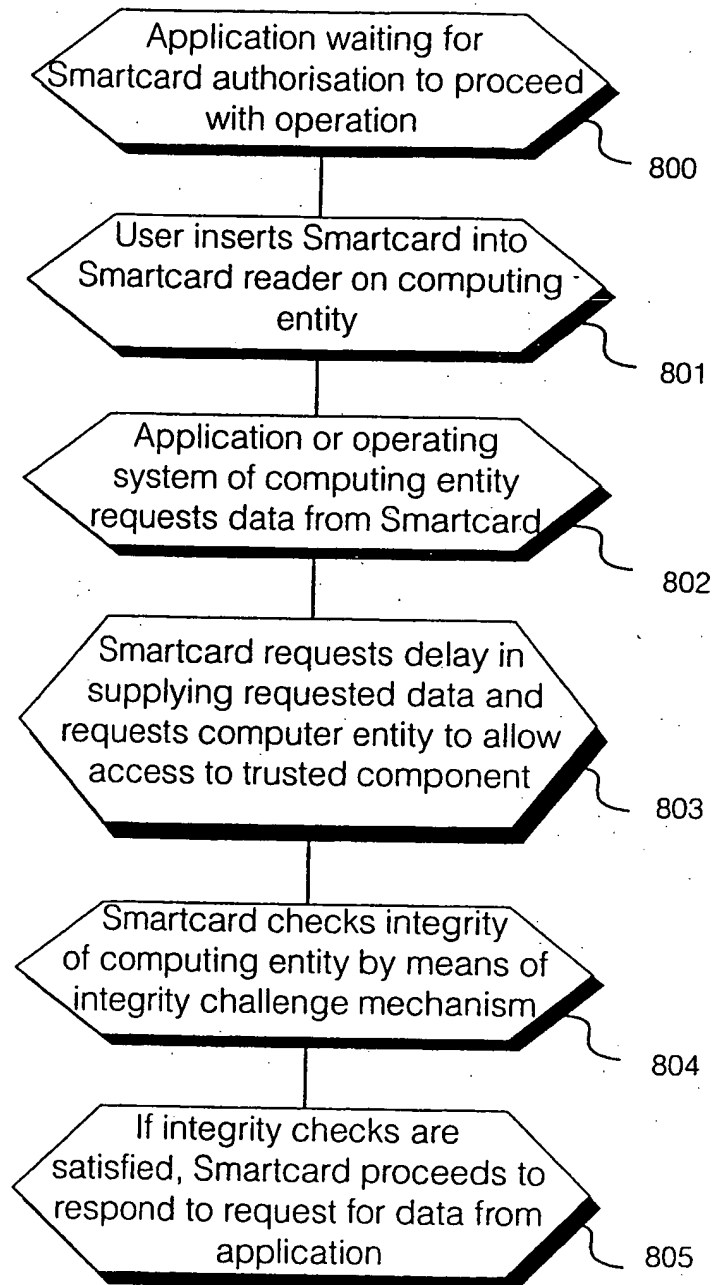 Application waiting for
Smartcard authorisation to proceed
with operation
800
User inserts Smartcard into
Smartcard reader on computing
entity
801
Application or operating
system of computing entity
requests data from Smartcard
802
Smartcard requests delay in
supplying requested data and
requests computer entity to allow
access to trusted component
803
Smartcard checks integrity
of computing entity by means of
integrity challenge mechanism
804
If integrity checks are
satisfied, Smartcard proceeds to
respond to request for data from
application
805